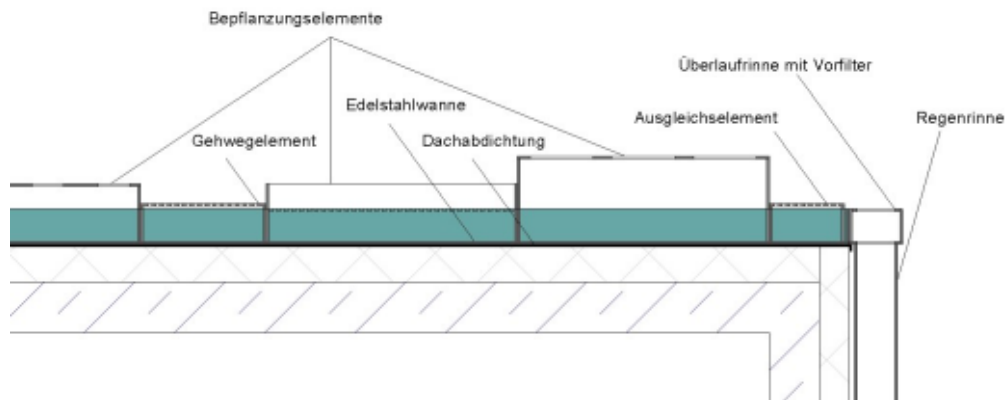 Bepflanzungselemente
Überlaufrinne mit Vorfilter
Edelstahlwanne
Ausgleichselement
Regenrinne
Gehwegelement
Dachabdichtung